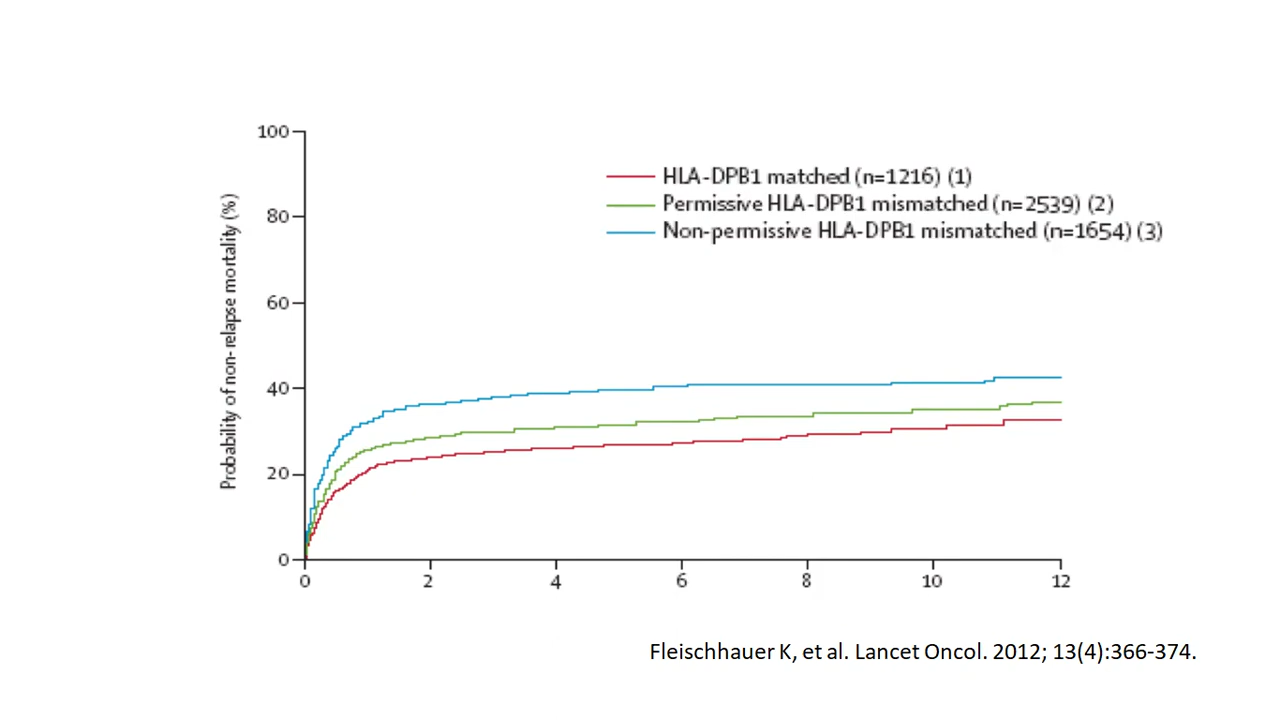 Probability of non-relapse mortality (%)
100
80
60
40
20
0
HLA-DPB1 matched (n=1216) (1)
Permissive HLA-DPB1 mismatched (n=2539) (2)
Non-permissive HLA-DPB1 mismatched (n=1654) (3)
0 2 4 6 8 10 12
Fleischhauer K, et al. Lancet Oncol. 2012; 13(4):366-374.